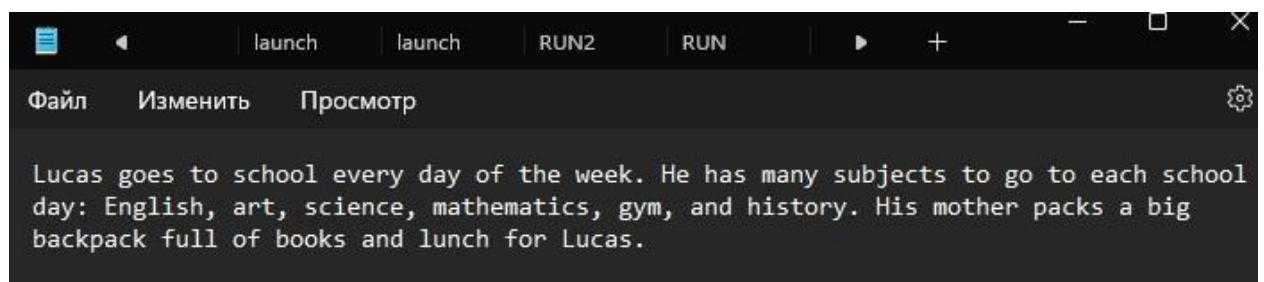 launch launch RUN2 RUN
Файл Изменить Просмотр
Lucas goes to school every day of the week. He has many subjects to go to each school
day: English, art, science, mathematics, gym, and history. His mother packs a big
backpack full of books and lunch for Lucas.